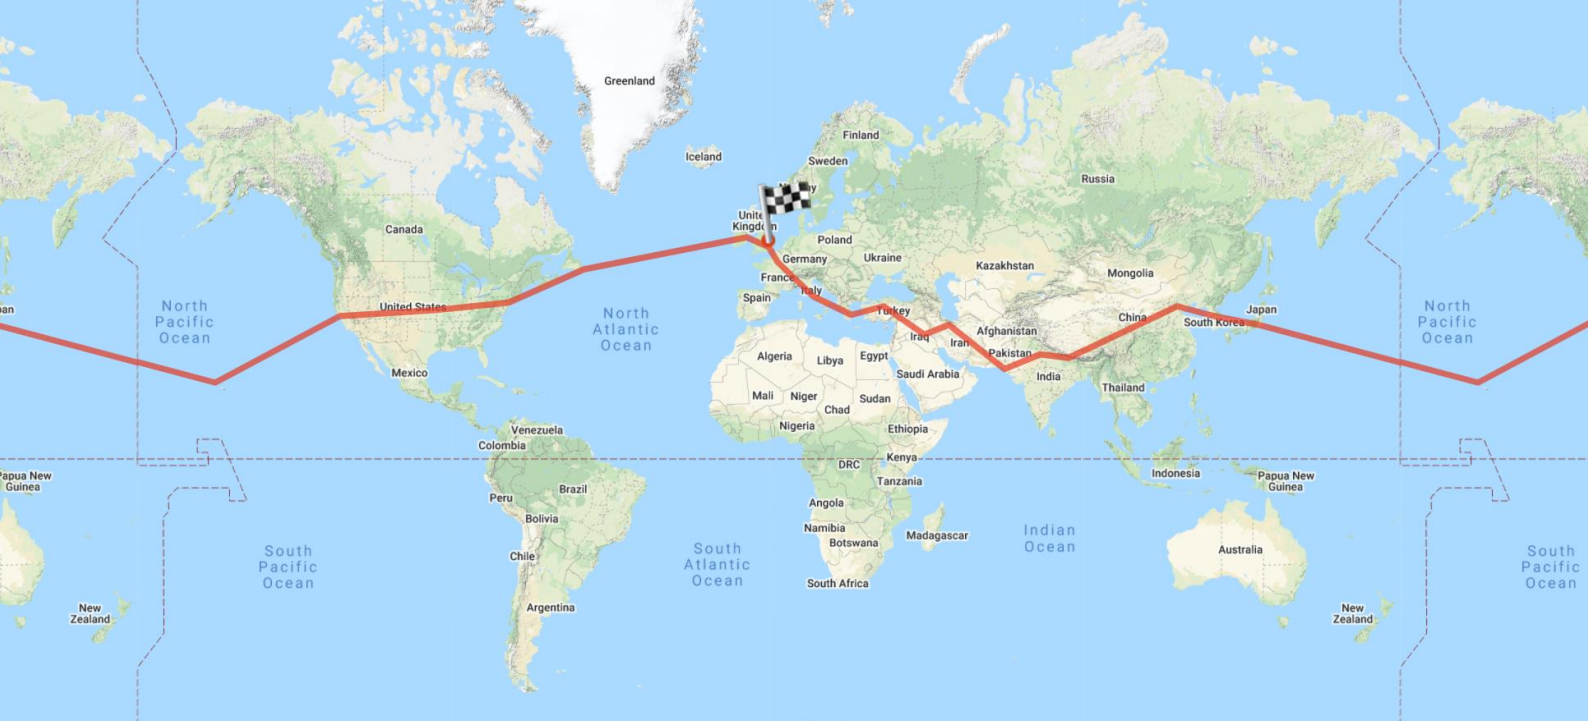 Greenland
Finland
Iceland
Sweden
Russia
United
Kingdom
Canada
Poland
Germany
Ukraine
Kazakhstan
Mongolia
France
Italy
Spain
North
Pacific
Ocean
United States
North
Atlantic
Ocean
Turkey
China
Japan
South Korea
North
Pacific
Ocean
Iraq
Iran
Afghanistan
Pakistan
Algeria
Libya
Egypt
Saudi Arabia
India
Thailand
Mexico
Mali
Niger
Chad
Sudan
Nigeria
Ethiopia
Venezuela
Colombia
DRC
Kenya
Tanzania
Indonesia
Papua New
Guinea
Papua New
Guinea
Peru
Brazil
Bolivia
Angola
Namibia
Botswana
Madagascar
Indian
Ocean
Australia
South
Pacific
Ocean
Chile
South
Atlantic
Ocean
South Africa
South
Pacific
Ocean
Argentina
New
Zealand
New
Zealand